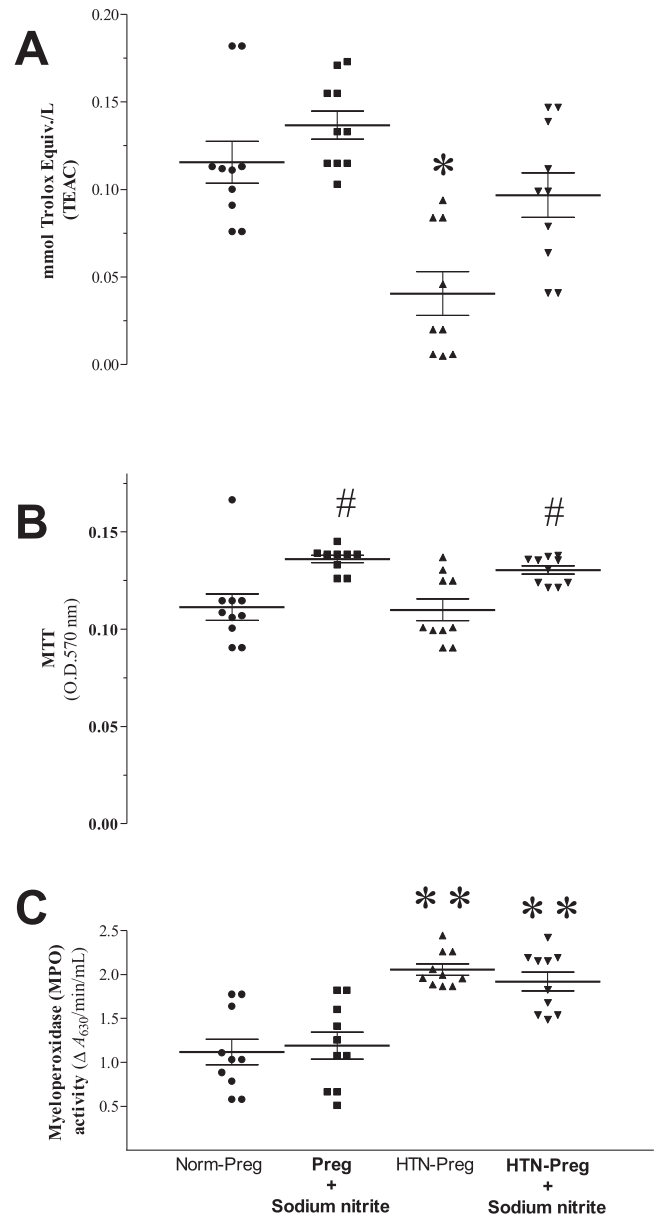 A
mmol Trolox Equiv./L
(TEAC)
0.20
0.15
0.10
0.05
0.00
*
B
MTT
(O.D.570 nm)
0.15
0.10
0.05
0.00
#
#
C
Myeloperoxidase (MPO)
activity (Δ A630/min/mL)
2.5
2.0
1.5
1.0
0.5
* *
* *
Norm-Preg
Preg
+
Sodium nitrite
HTN-Preg
HTN-Preg
+
Sodium nitrite